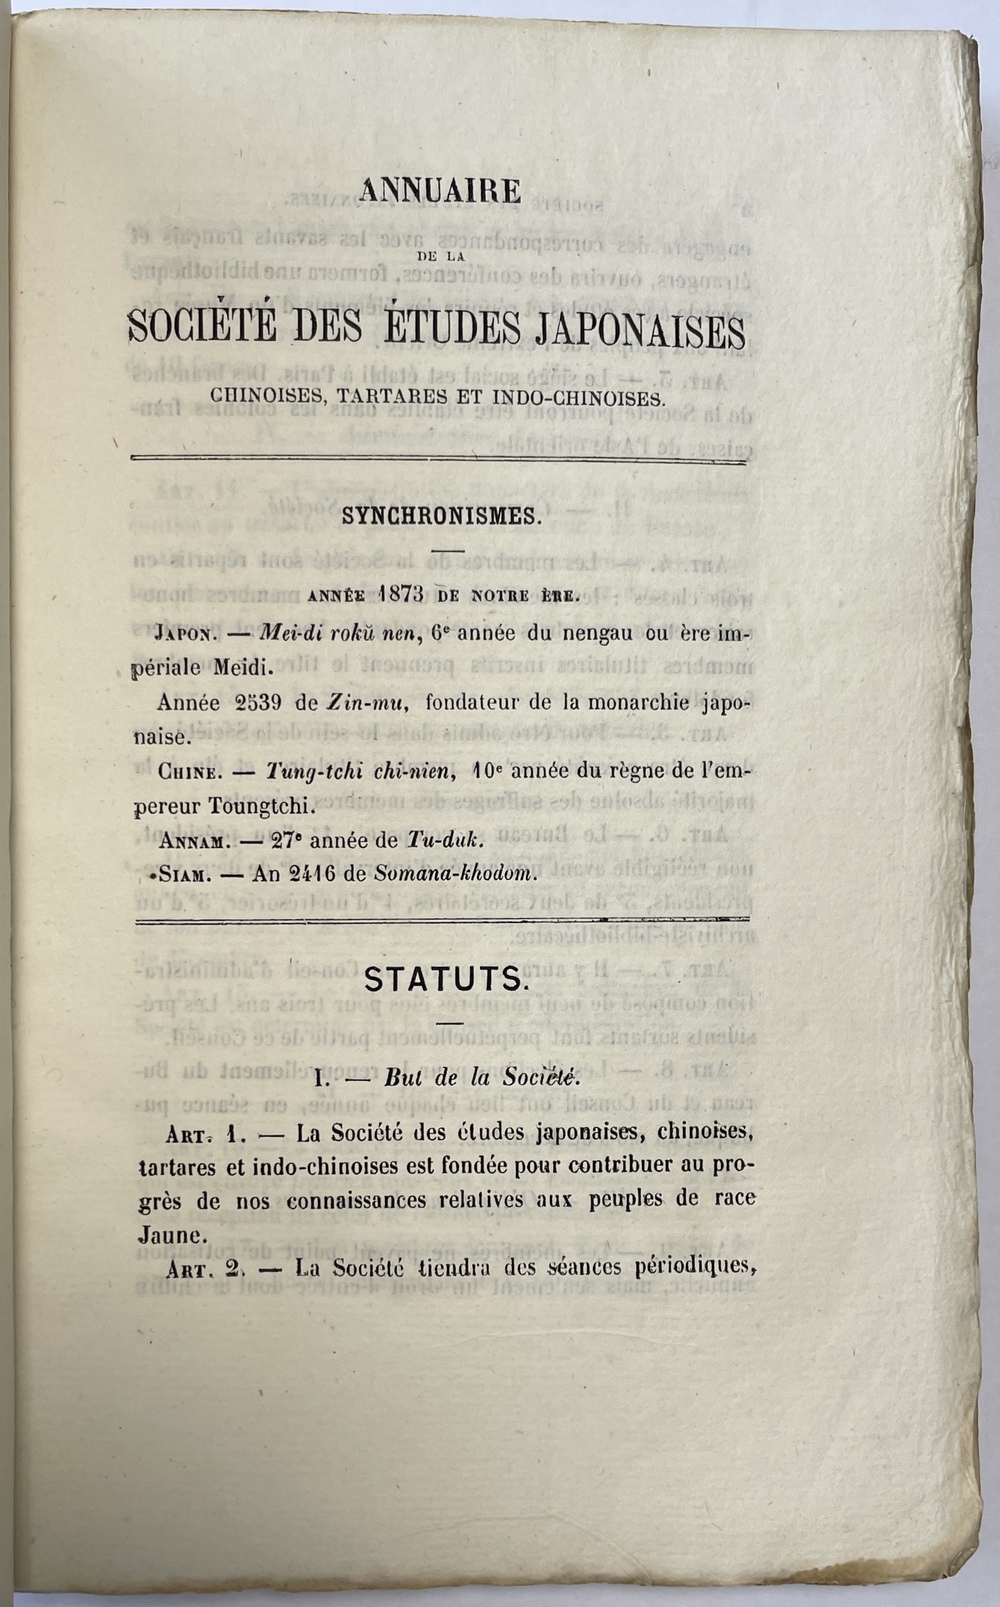 ANNUAIRE
DE LA
SOCIÉTÉ DES ÉTUDES JAPONAISES
CHINOISES, TARTARES ET INDO-CHINOISES.
SYNCHRONISMES.
ANNÉE 1873 DE NOTRE ÈRE.
JAPON. — Mei-di rokŭ nen, 6e année du nengau ou ère im-
périale Meidi.
Année 2539 de Zin-mu, fondateur de la monarchie japo-
naise.
CHINE. — Tung-tchi chi-nien, 10e année du règne de l'em-
pereur Toungtchi.
ANNAM. — 27e année de Tu-duk.
SIAM. — An 2416 de Somana-khodom.
STATUTS.
I. — But de la Société.
ART. 1. — La Société des études japonaises, chinoises,
tartares et indo-chinoises est fondée pour contribuer au pro-
grès de nos connaissances relatives aux peuples de race
Jaune.
ART. 2. — La Société tiendra des séances périodiques,